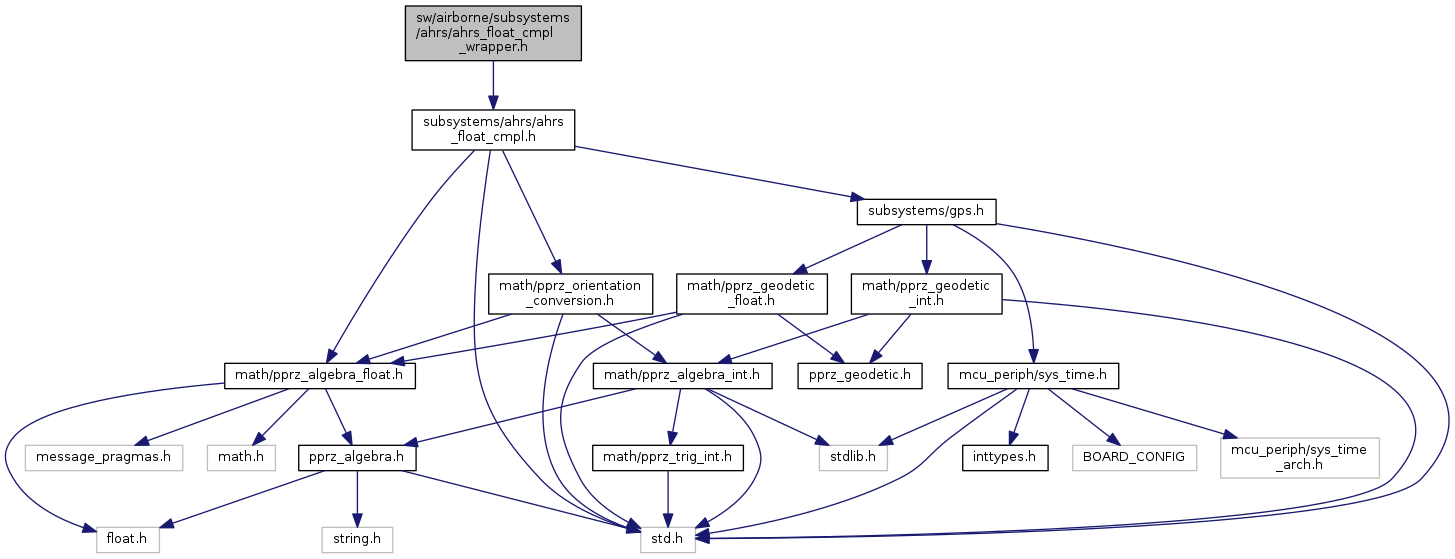 sw/airborne/subsystems
/ahrs/ahrs_float_cmpl
_wrapper.h
subsystems/ahrs/ahrs
_float_cmpl.h
subsystems/gps.h
math/pprz_orientation
_conversion.h
math/pprz_geodetic
_float.h
math/pprz_geodetic
_int.h
math/pprz_algebra_float.h
math/pprz_algebra_int.h
pprz_geodetic.h
mcu_periph/sys_time.h
message_pragmas.h
math.h
pprz_algebra.h
math/pprz_trig_int.h
stdlib.h
inttypes.h
BOARD_CONFIG
mcu_periph/sys_time
_arch.h
float.h
string.h
std.h